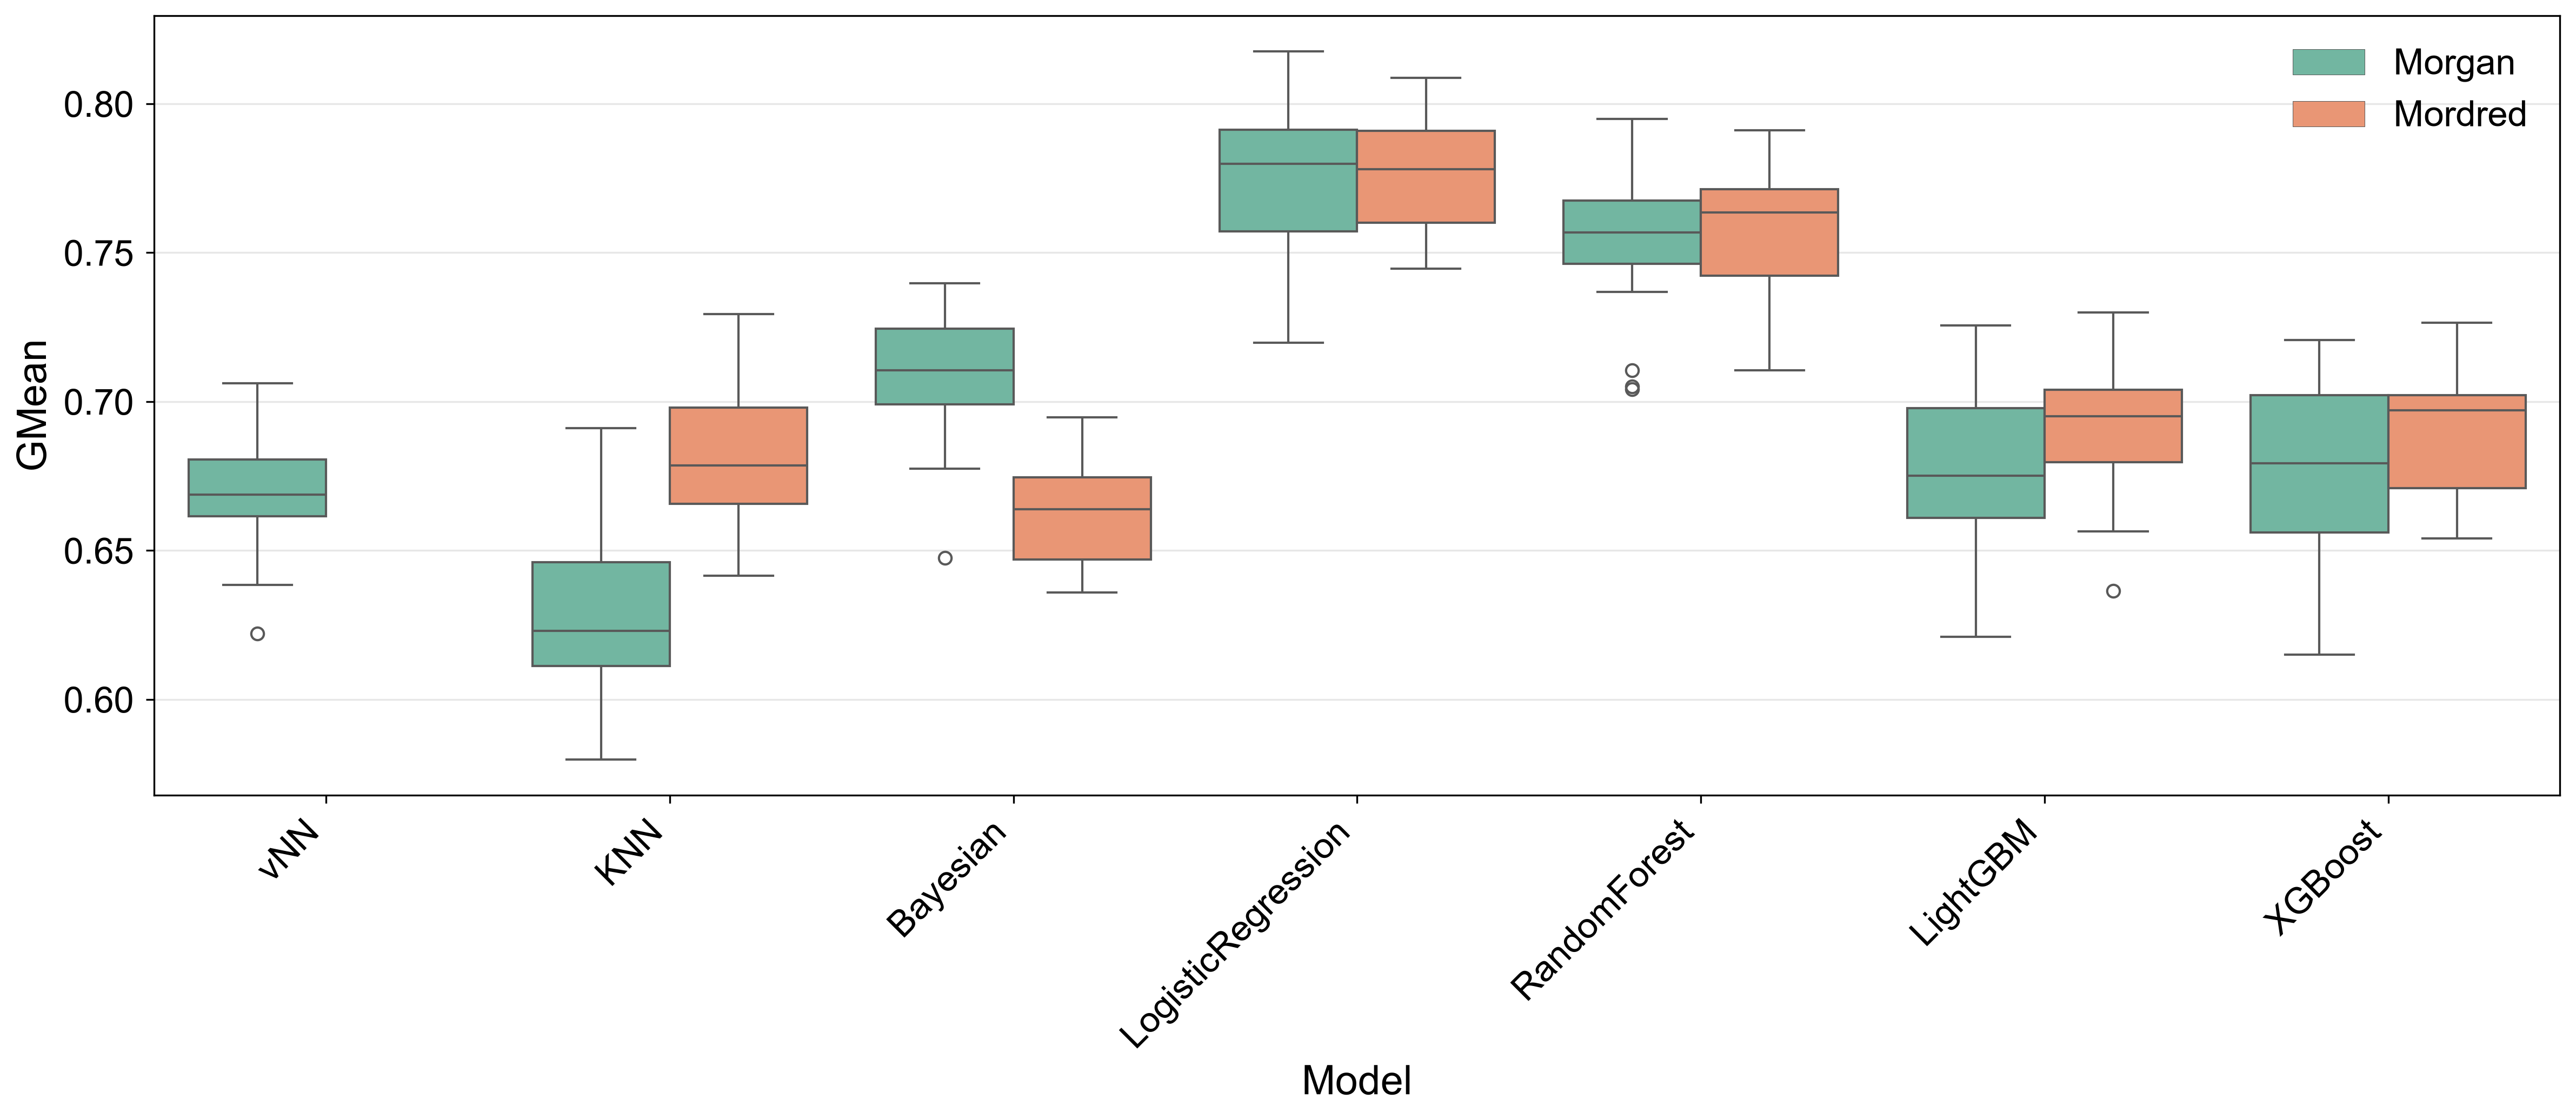 Morgan
Mordred
GMean
0.80
0.75
0.70
0.65
0.60
vNN
KNN
Bayesian
LogisticRegression
RandomForest
LightGBM
XGBoost
Model